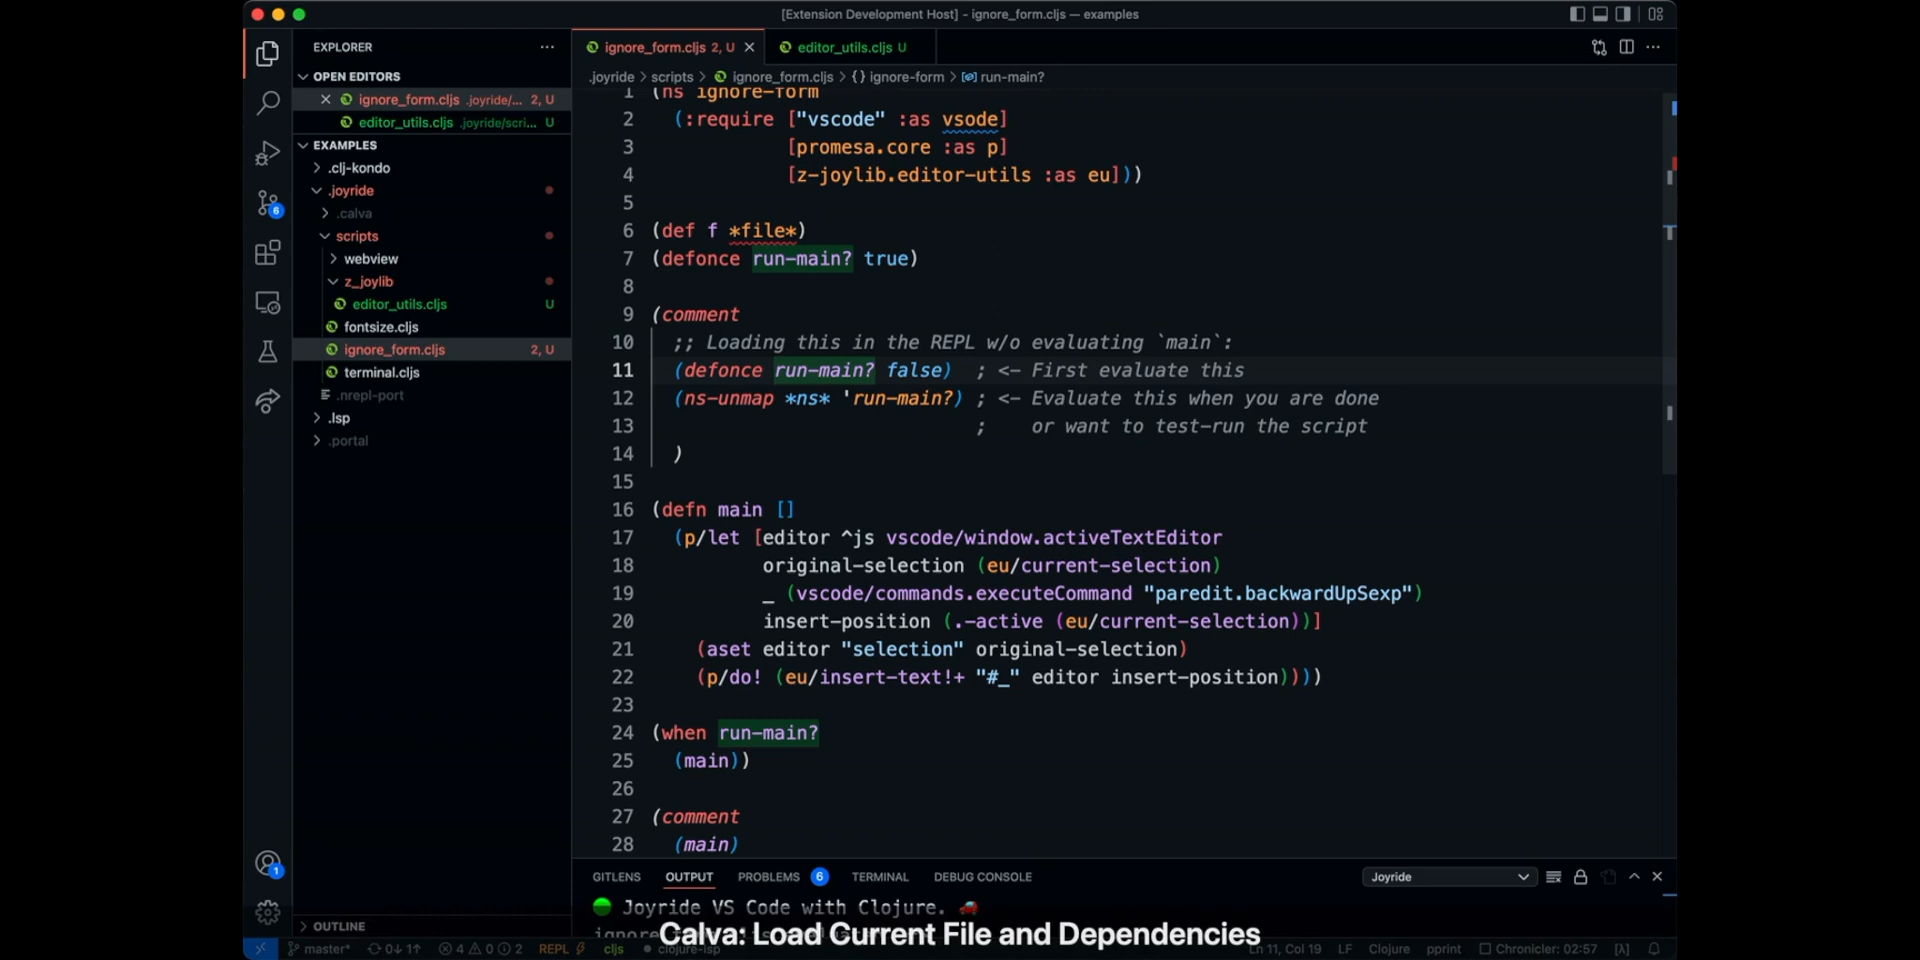 [Extension Development Host] - ignore_form.cljs — examples
EXPLORER
OPEN EDITORS
ignore_form.cljs .joyride/... 2, U
editor_utils.cljs .joyride/scri... U
EXAMPLES
.clj-kondo
.joyride
.calva
scripts
webview
z_joylib
editor_utils.cljs U
fontsize.cljs
ignore_form.cljs 2, U
terminal.cljs
.nrepl-port
.lsp
.portal
OUTLINE
6
1
ignore_form.cljs 2, U
editor_utils.cljs U
.joyride > scripts > ignore_form.cljs > {} ignore-form > run-main?
1 (ns ignore-form
2 (:require ["vscode" :as vsode]
3 [promesa.core :as p]
4 [z-joylib.editor-utils :as eu]))
5
6 (def f *file*)
7 (defonce run-main? true)
8
9 (comment
10 ;; Loading this in the REPL w/o evaluating `main`:
11 (defonce run-main? false) ; <- First evaluate this
12 (ns-unmap *ns* 'run-main?) ; <- Evaluate this when you are done
13 ; or want to test-run the script
14 )
15
16 (defn main []
17 (p/let [editor ^js vscode/window.activeTextEditor
18 original-selection (eu/current-selection)
19 _ (vscode/commands.executeCommand "paredit.backwardUpSexp")
20 insert-position (.-active (eu/current-selection))]
21 (aset editor "selection" original-selection)
22 (p/do! (eu/insert-text!+ "#_" editor insert-position))))
23
24 (when run-main?
25 (main))
26
27 (comment
28 (main)
GITLENS OUTPUT PROBLEMS 6 TERMINAL DEBUG CONSOLE Joyride
Joyride VS Code with Clojure.
Calva: Load Current File and Dependencies
master* 0↓ 1↑ 4 0 2 REPL cljs clojure-lsp Ln 11, Col 19 LF Clojure pprint Chronicler: 02:57 [λ]